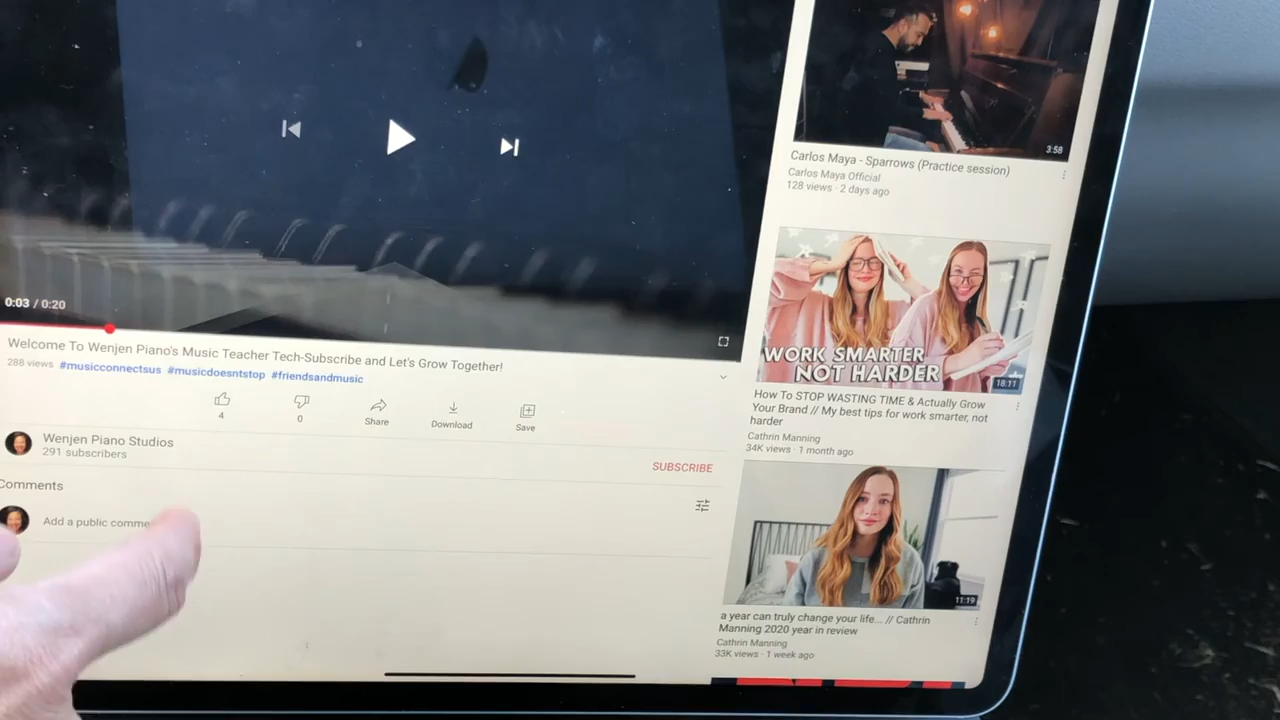 0:03 / 0:20
Welcome To Wenjen Piano's Music Teacher Tech-Subscribe and Let's Grow Together!
288 views #musicconnectsus #musicdoesntstop #friendsandmusic
4
0
Share
Download
Save
Wenjen Piano Studios
291 subscribers
SUBSCRIBE
Comments
Add a public comme
3:58
Carlos Maya - Sparrows (Practice session)
Carlos Maya Official
128 views · 2 days ago
WORK SMARTER
NOT HARDER
18:11
How To STOP WASTING TIME & Actually Grow
Your Brand // My best tips for work smarter, not
harder
Cathrin Manning
34K views · 1 month ago
11:19
a year can truly change your life... // Cathrin
Manning 2020 year in review
Cathrin Manning
33K views · 1 week ago